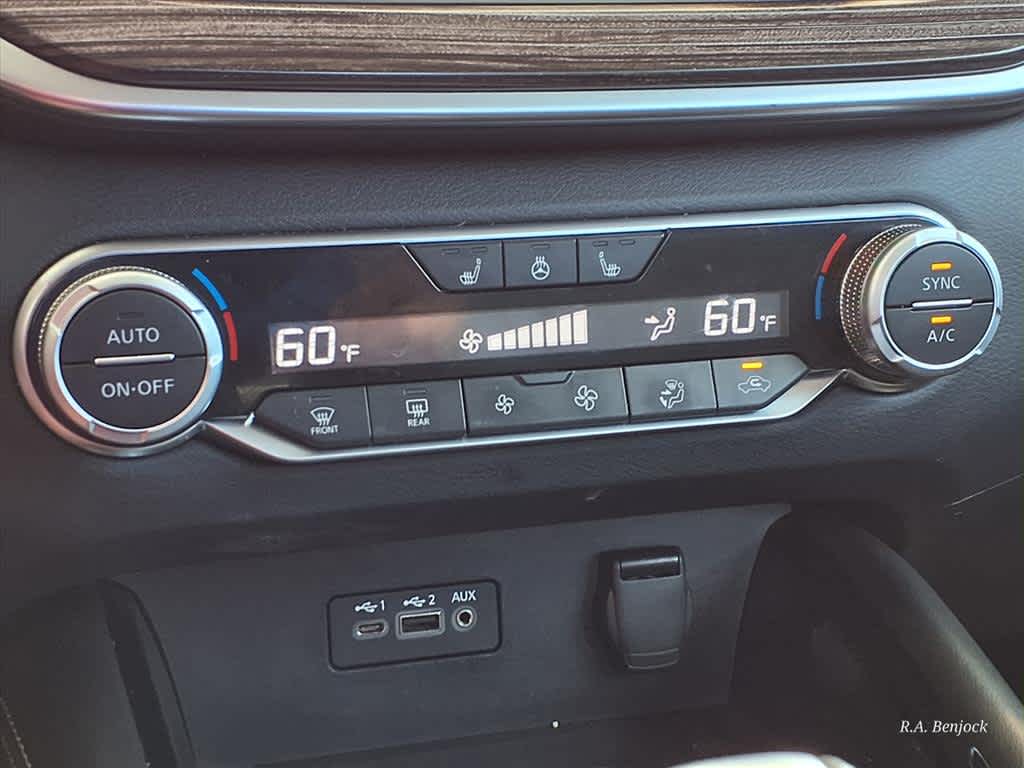 AUTO
ON·OFF
60°F
60°F
SYNC
A/C
FRONT
REAR
1
2
AUX
R.A. Benjock